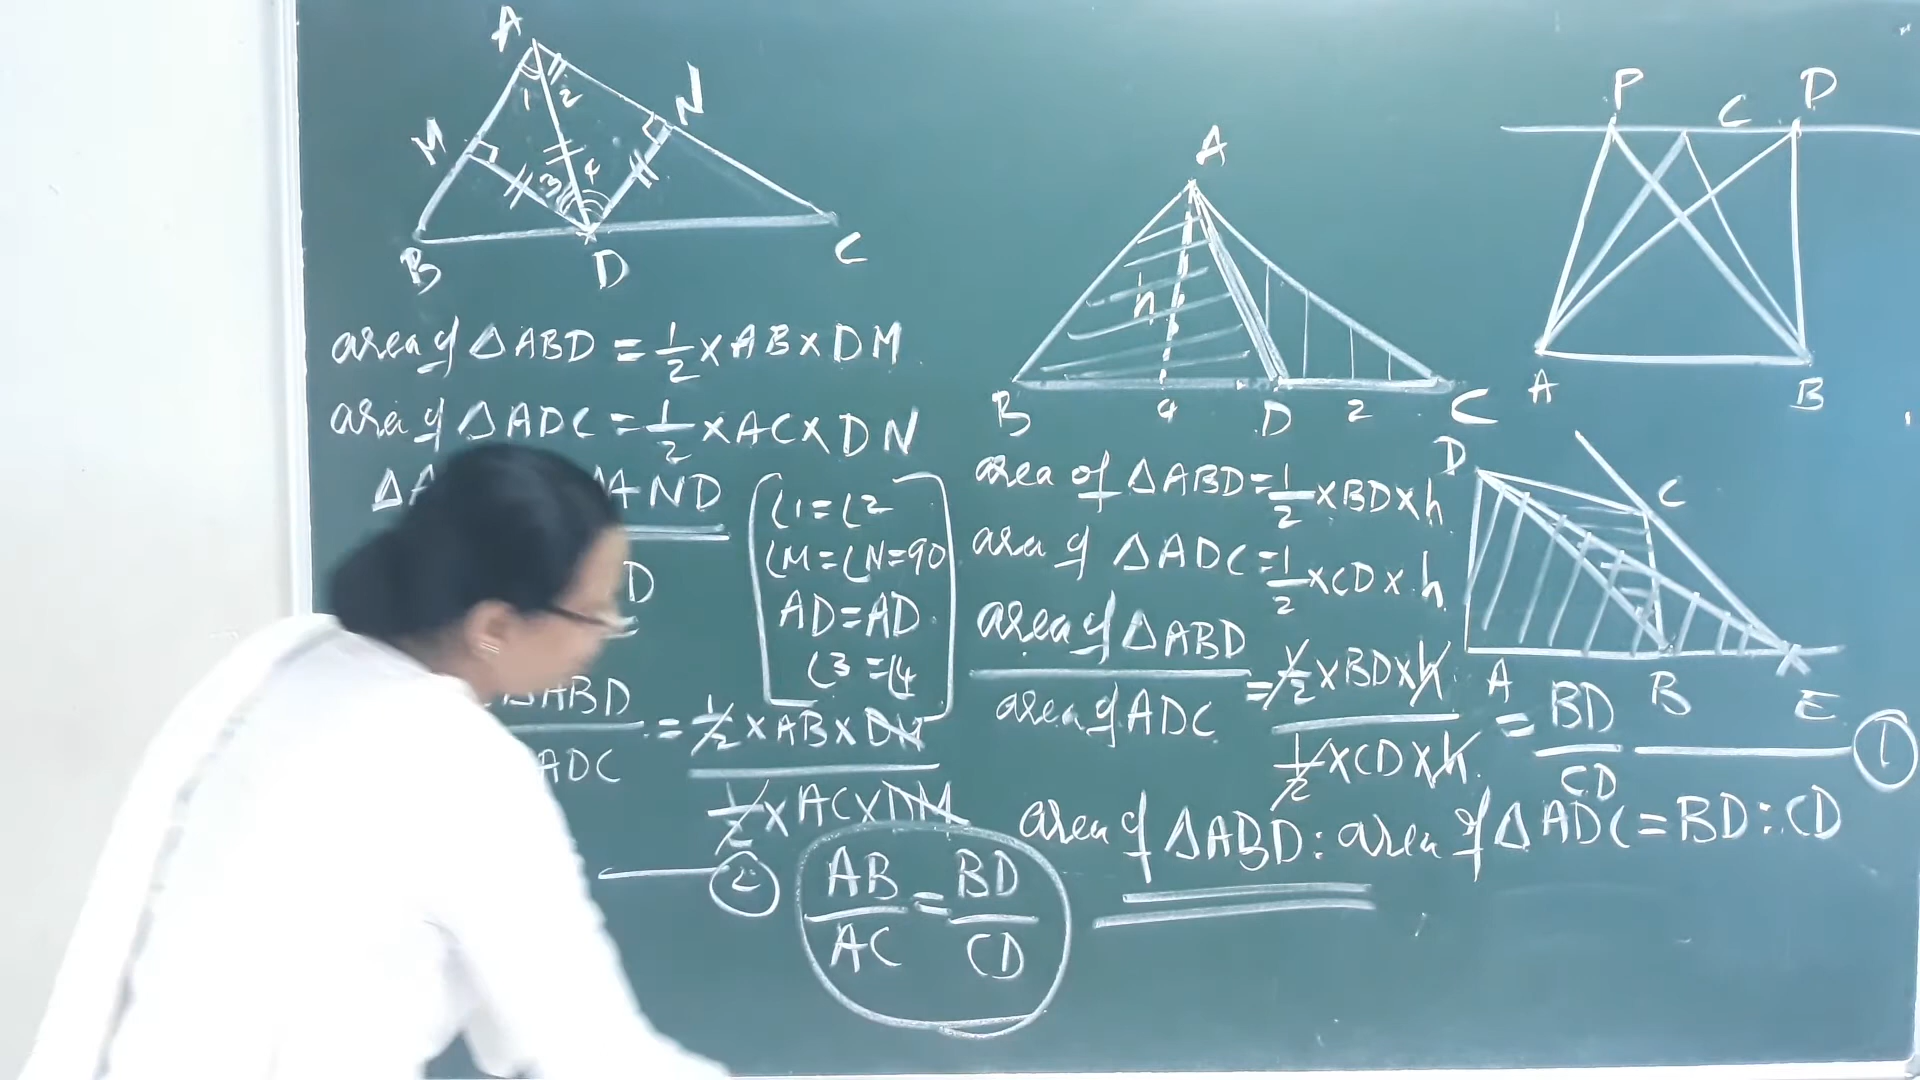 A
1 2
M N
3 4
B D C
area of △ABD = 1/2 × AB × DM
area of △ADC = 1/2 × AC × DN
AND
∠1 = ∠2
∠M = ∠N = 90
AD = AD
∠3 = ∠4
D
△ABD
ADC
= 1/2 × AB × DM
1/2 × AC × DM
②
AB/AC = BD/CD
A
h
B 4 D 2 C
area of △ABD = 1/2 × BD × h
area of △ADC = 1/2 × CD × h
area of △ABD
area of ADC
= 1/2 × BD × h
1/2 × CD × h
= BD/CD ①
area of △ABD : area of △ADC = BD : CD
P C D
A B
D C
A B E